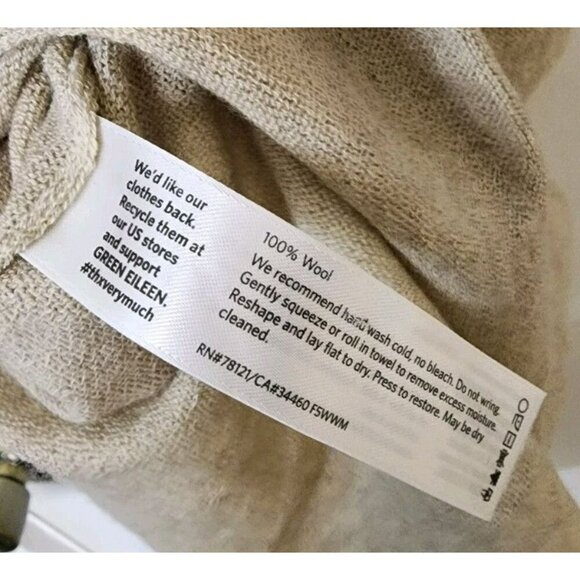 We'd like our
clothes back.
Recycle them at
our US stores
and support
GREEN EILEEN.
#thxverymuch
100% Wool
We recommend hand wash cold, no bleach. Do not wring.
Gently squeeze or roll in towel to remove excess moisture.
Reshape and lay flat to dry. Press to restore. May be dry
cleaned.
RN#78121/CA#34460 F5WWM